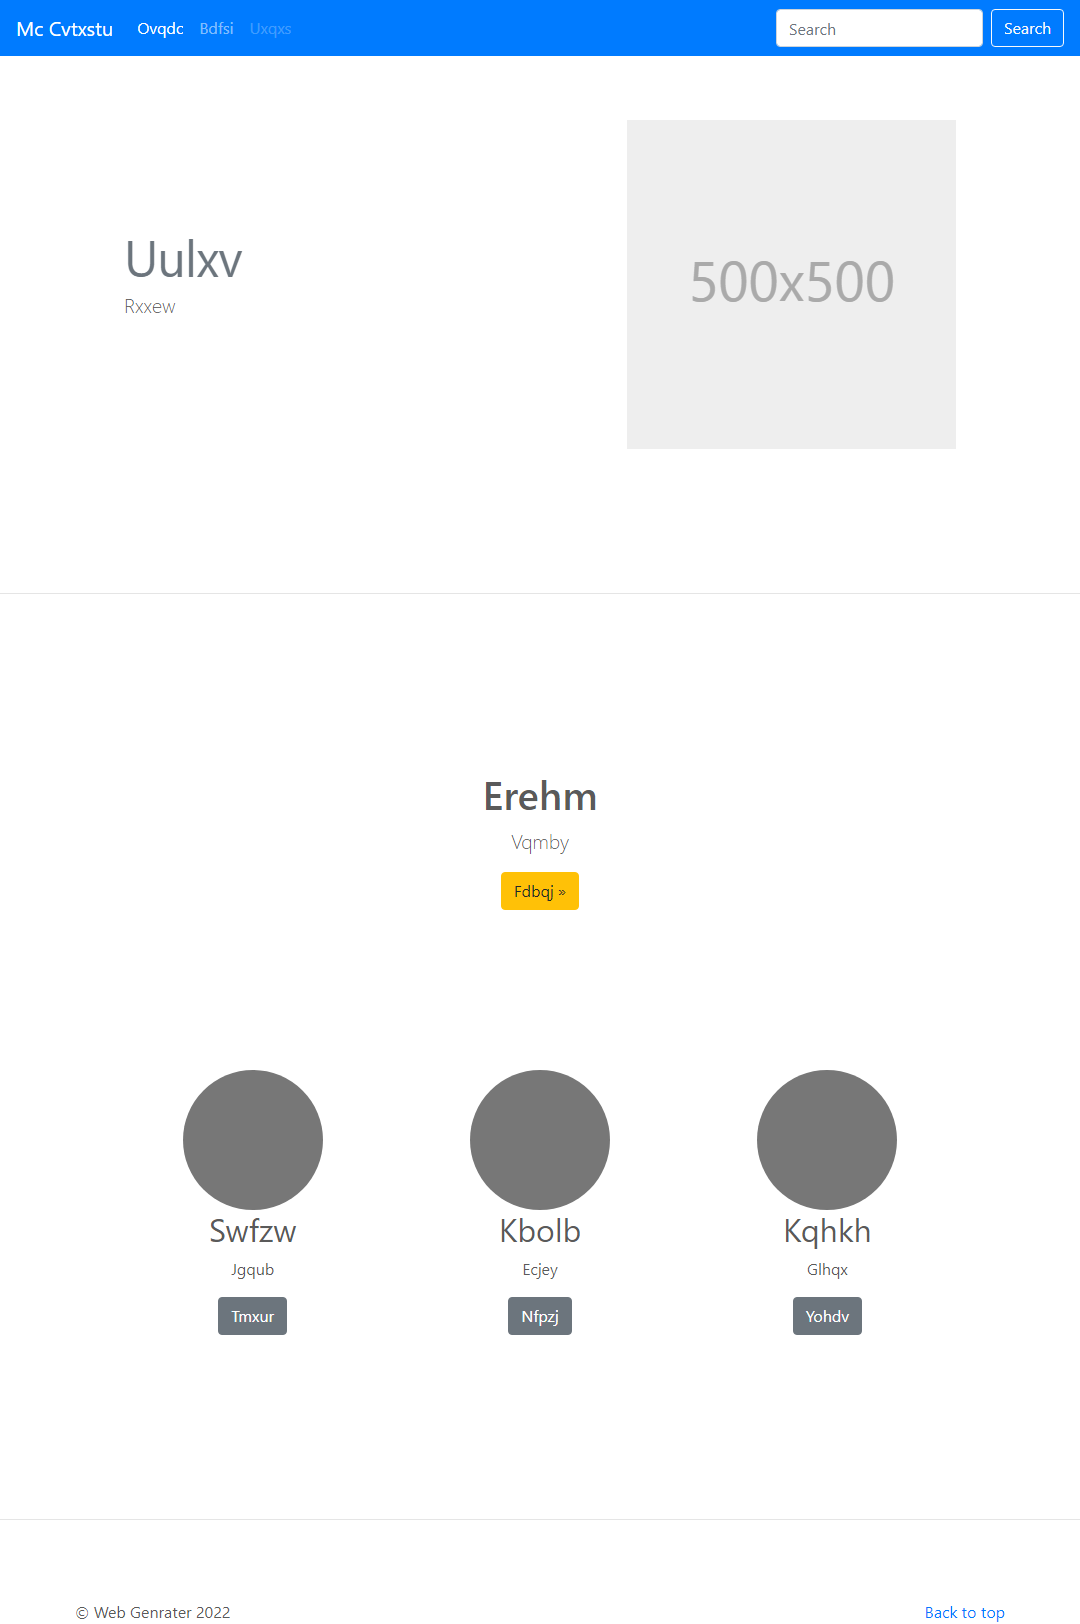 Mc Cvtxstu Ovqdc Bdfsi Uxqxs Search Search
Uulxv
Rxxew
500x500
Erehm
Vqmby
Fdbqj »
Swfzw Kbolb Kqhkh
Jgqub Ecjey Glhqx
Tmxur Nfpzj Yohdv
© Web Genrater 2022 Back to top